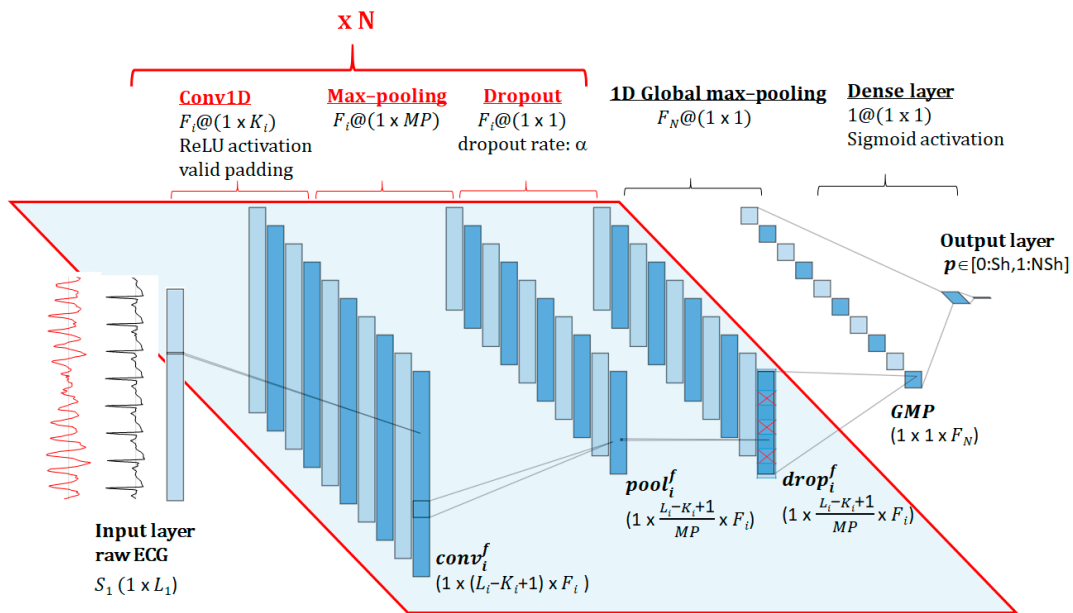 x N
Conv1D
F_i@(1 x K_i)
ReLU activation
valid padding
Max–pooling
F_i@(1 x MP)
Dropout
F_i@(1 x 1)
dropout rate: α
1D Global max–pooling
F_N@(1 x 1)
Dense layer
1@(1 x 1)
Sigmoid activation
Output layer
p∈[0:Sh,1:NSh]
GMP
(1 x 1 x F_N)
pool_i^f
(1 x (L_i−K_i+1)/MP x F_i)
drop_i^f
(1 x (L_i−K_i+1)/MP x F_i)
Input layer
raw ECG
S_1 (1 x L_1)
conv_i^f
(1 x (L_i−K_i+1) x F_i )